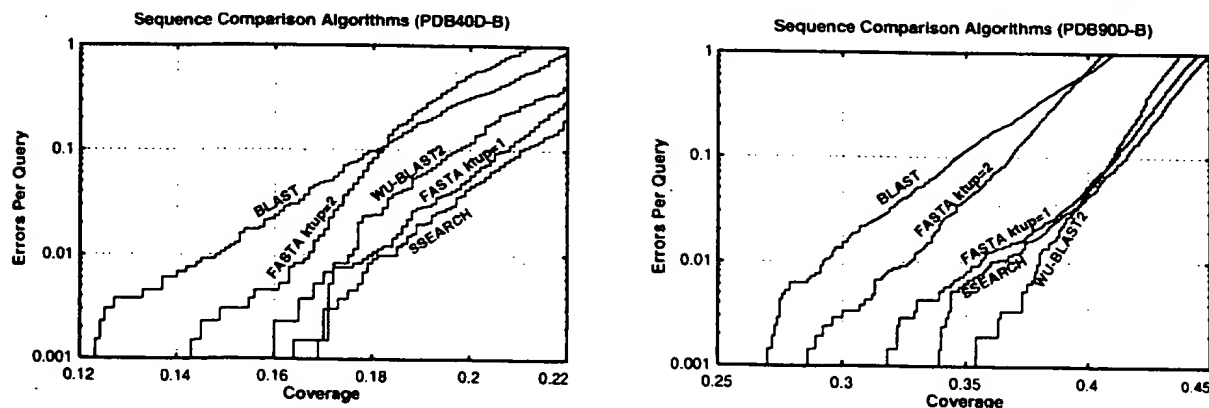 Sequence Comparison Algorithms (PDB40D-B)
1
0.1
0.01
0.001
Errors Per Query
BLAST
FASTA ktup=2
WU-BLAST2
FASTA ktup=1
SSEARCH
0.12
0.14
0.16
0.18
0.2
0.22
Coverage
Sequence Comparison Algorithms (PDB90D-B)
1
0.1
0.01
0.001
Errors Per Query
BLAST
FASTA ktup=2
FASTA ktup=1
SSEARCH
WU-BLAST2
0.25
0.3
0.35
0.4
0.45
Coverage